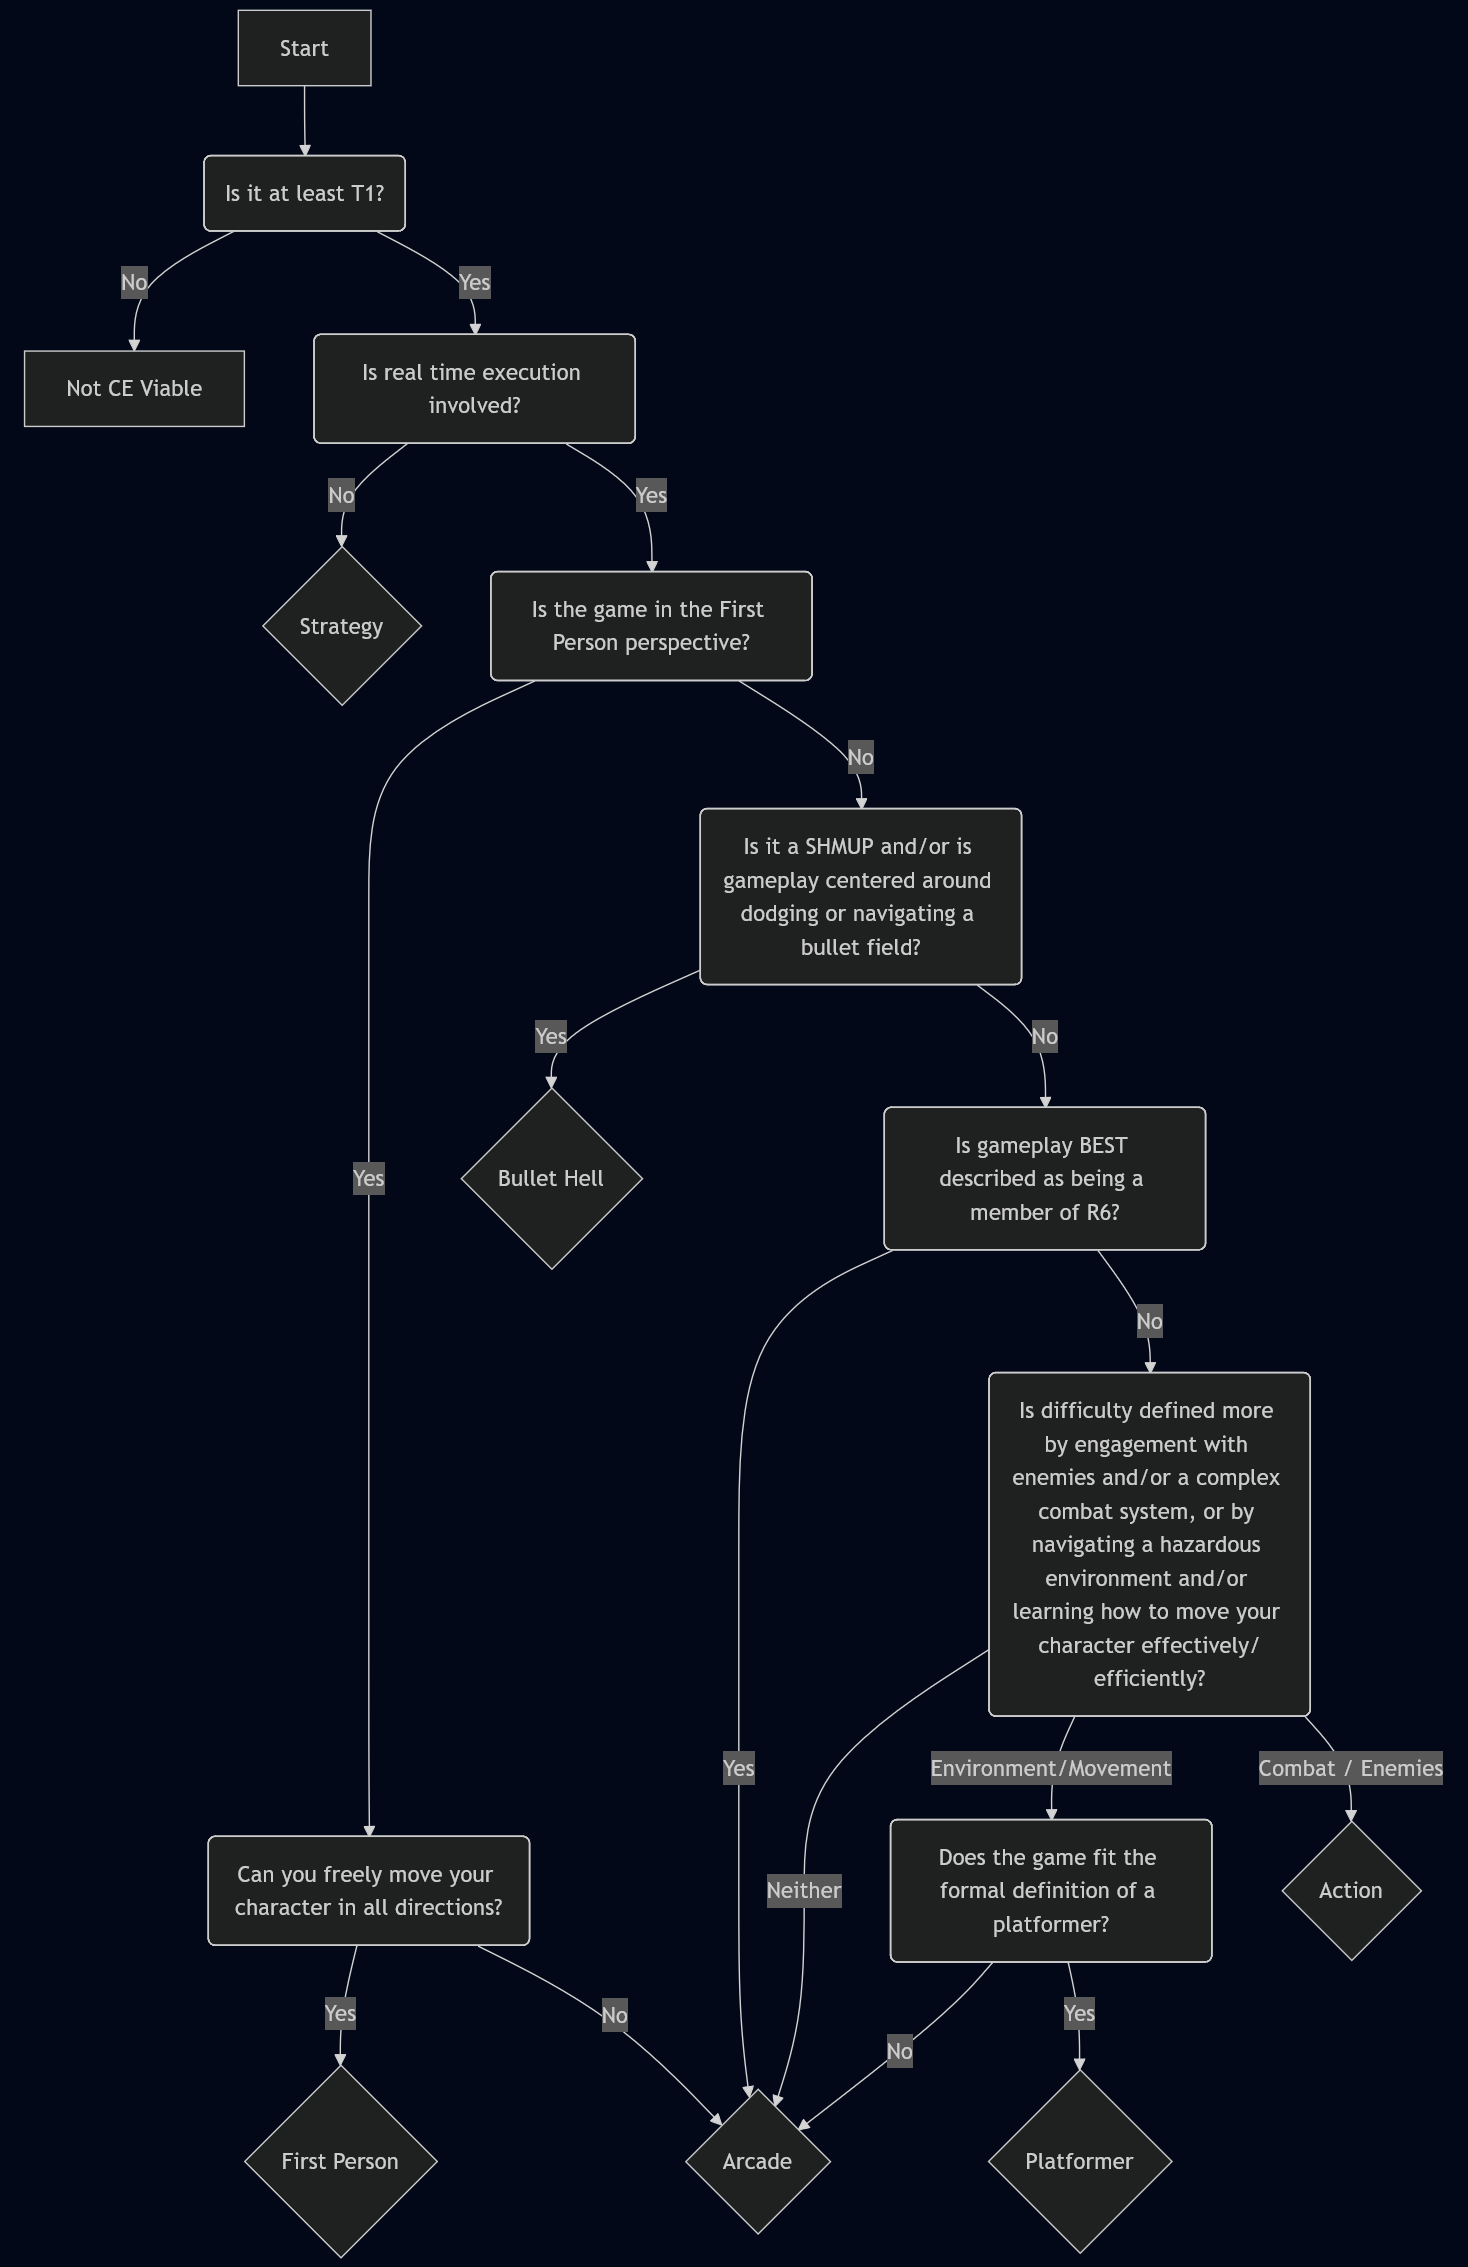 Start
Is it at least T1?
No
Yes
Not CE Viable
Is real time execution
involved?
No
Yes
Strategy
Is the game in the First
Person perspective?
No
Is it a SHMUP and/or is
gameplay centered around
dodging or navigating a
bullet field?
Yes
No
Bullet Hell
Is gameplay BEST
described as being a
member of R6?
Yes
No
Is difficulty defined more
by engagement with
enemies and/or a complex
combat system, or by
navigating a hazardous
environment and/or
learning how to move your
character effectively/
efficiently?
Yes
Environment/Movement
Combat / Enemies
Can you freely move your
character in all directions?
Neither
Does the game fit the
formal definition of a
platformer?
Action
Yes
No
No
Yes
First Person
Arcade
Platformer